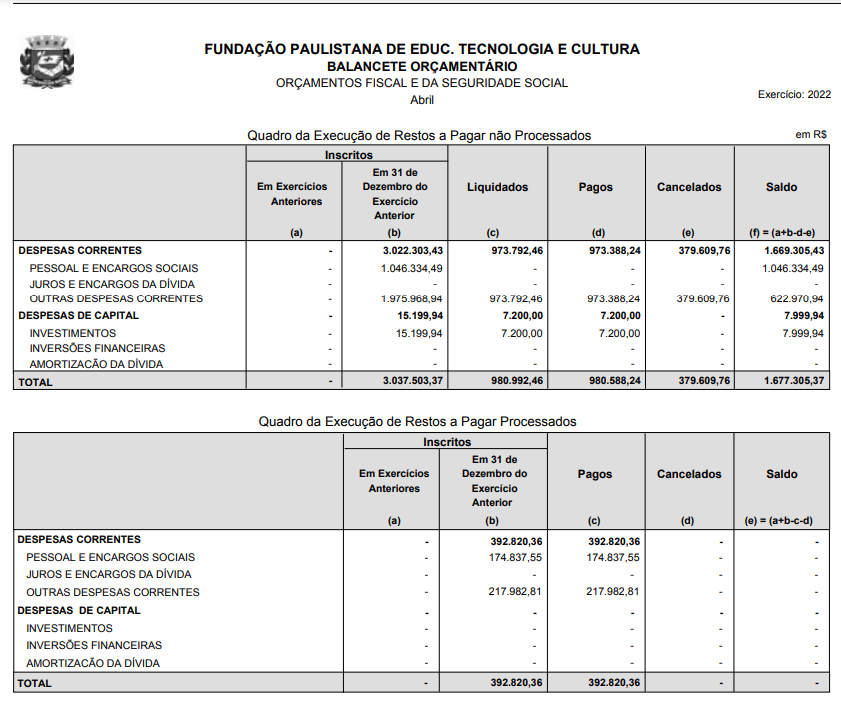 FUNDAÇÃO PAULISTANA DE EDUC. TECNOLOGIA E CULTURA
BALANCETE ORÇAMENTÁRIO
ORÇAMENTOS FISCAL E DA SEGURIDADE SOCIAL
Abril
Exercício: 2022
Quadro da Execução de Restos a Pagar não Processados
em R$
Inscritos
Em Exercícios Anteriores (a)
Em 31 de Dezembro do Exercício Anterior (b)
Liquidados (c)
Pagos (d)
Cancelados (e)
Saldo (f) = (a+b-d-e)
DESPESAS CORRENTES - 3.022.303,43 973.792,46 973.388,24 379.609,76 1.669.305,43
PESSOAL E ENCARGOS SOCIAIS - 1.046.334,49 - - - 1.046.334,49
JUROS E ENCARGOS DA DÍVIDA - - - - - -
OUTRAS DESPESAS CORRENTES - 1.975.968,94 973.792,46 973.388,24 379.609,76 622.970,94
DESPESAS DE CAPITAL - 15.199,94 7.200,00 7.200,00 - 7.999,94
INVESTIMENTOS - 15.199,94 7.200,00 7.200,00 - 7.999,94
INVERSÕES FINANCEIRAS - - - - - -
AMORTIZACÃO DA DÍVIDA - - - - - -
TOTAL - 3.037.503,37 980.992,46 980.588,24 379.609,76 1.677.305,37
Quadro da Execução de Restos a Pagar Processados
Inscritos
Em Exercícios Anteriores (a)
Em 31 de Dezembro do Exercício Anterior (b)
Pagos (c)
Cancelados (d)
Saldo (e) = (a+b-c-d)
DESPESAS CORRENTES - 392.820,36 392.820,36 - -
PESSOAL E ENCARGOS SOCIAIS - 174.837,55 174.837,55 - -
JUROS E ENCARGOS DA DÍVIDA - - - - -
OUTRAS DESPESAS CORRENTES - 217.982,81 217.982,81 - -
DESPESAS DE CAPITAL - - - - -
INVESTIMENTOS - - - - -
INVERSÕES FINANCEIRAS - - - - -
AMORTIZACÃO DA DÍVIDA - - - - -
TOTAL - 392.820,36 392.820,36 - -